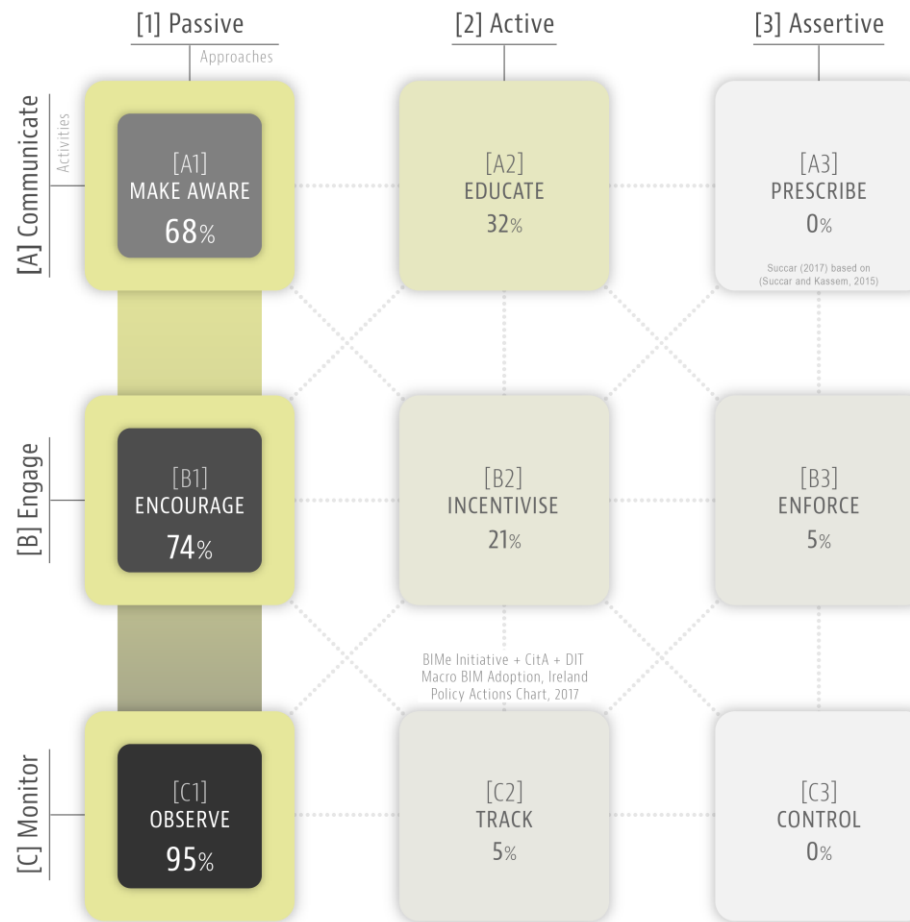 [1] Passive
[2] Active
[3] Assertive
Approaches
[A] Communicate
Activities
[A1]
MAKE AWARE
68%
[A2]
EDUCATE
32%
[A3]
PRESCRIBE
0%
Succar (2017) based on
(Succar and Kassem, 2015)
[B] Engage
[B1]
ENCOURAGE
74%
[B2]
INCENTIVISE
21%
[B3]
ENFORCE
5%
BIMe Initiative + CitA + DIT
Macro BIM Adoption, Ireland
Policy Actions Chart, 2017
[C] Monitor
[C1]
OBSERVE
95%
[C2]
TRACK
5%
[C3]
CONTROL
0%